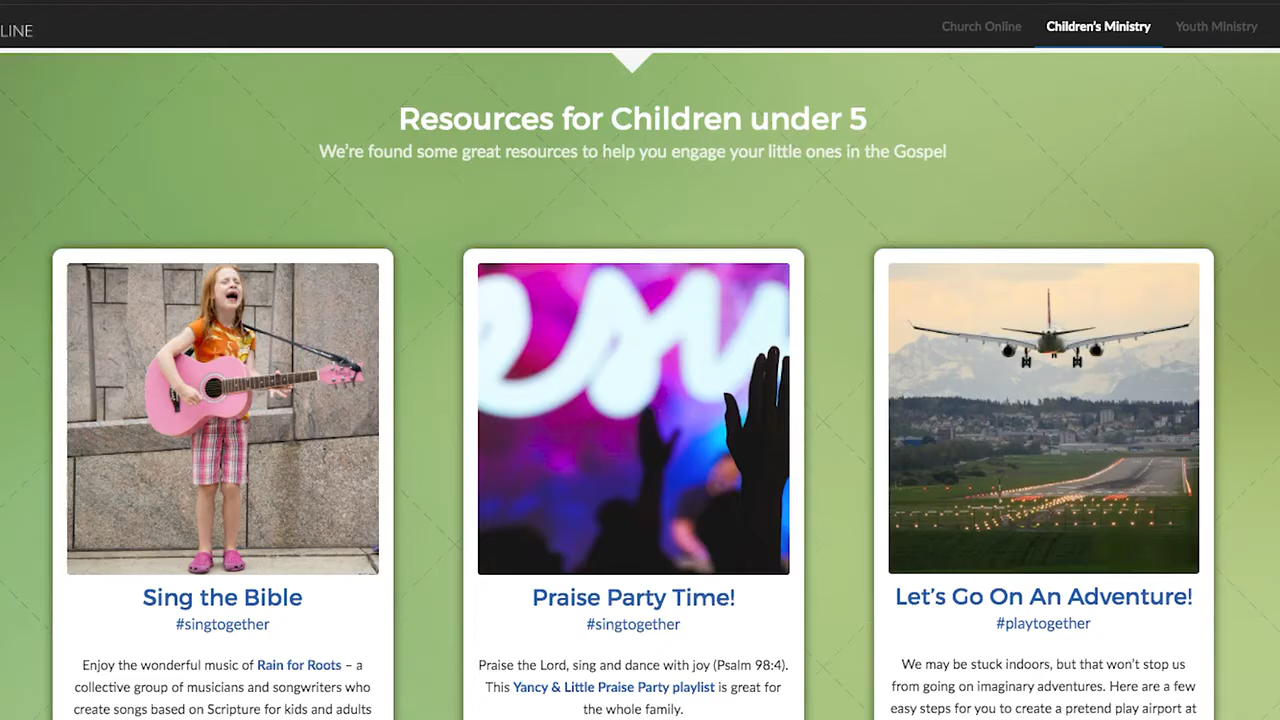 LINE
Church Online
Children's Ministry
Youth Ministry
Resources for Children under 5
We're found some great resources to help you engage your little ones in the Gospel
Sing the Bible
#singtogether
Enjoy the wonderful music of Rain for Roots – a
collective group of musicians and songwriters who
create songs based on Scripture for kids and adults
Praise Party Time!
#singtogether
Praise the Lord, sing and dance with joy (Psalm 98:4).
This Yancy & Little Praise Party playlist is great for
the whole family.
Let's Go On An Adventure!
#playtogether
We may be stuck indoors, but that won't stop us
from going on imaginary adventures. Here are a few
easy steps for you to create a pretend play airport at